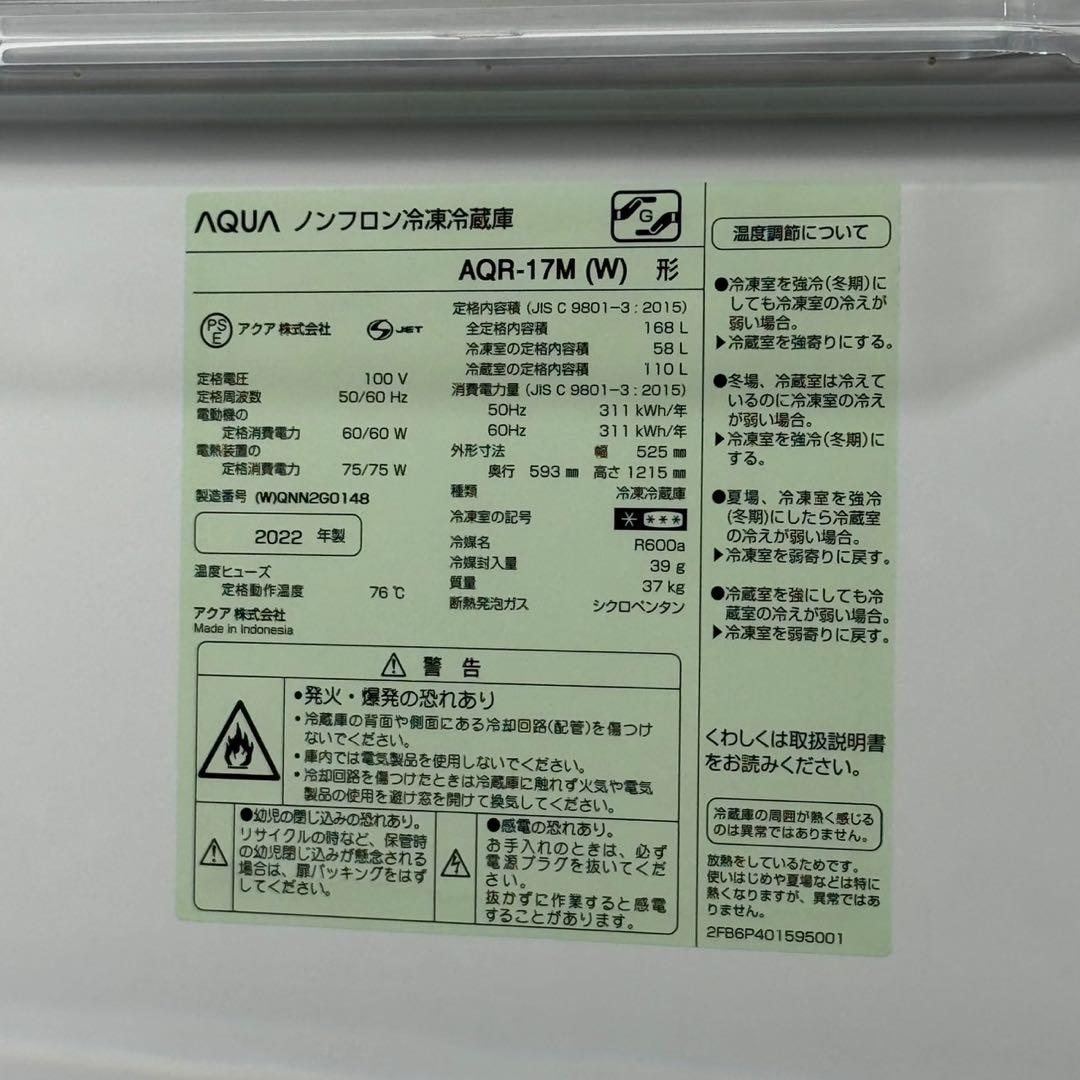 AQUA ノンフロン冷凍冷蔵庫
G
AQR-17M (W) 形
PSE アクア 株式会社 S JET
定格電圧 100 V
定格周波数 50/60 Hz
電動機の
定格消費電力 60/60 W
電熱装置の
定格消費電力 75/75 W
製造番号 (W)QNN2G0148
2022 年製
温度ヒューズ
定格動作温度 76 ℃
アクア 株式会社
Made in Indonesia
定格内容積 (JIS C 9801-3 : 2015)
全定格内容積 168 L
冷凍室の定格内容積 58 L
冷蔵室の定格内容積 110 L
消費電力量 (JIS C 9801-3 : 2015)
50Hz 311 kWh/年
60Hz 311 kWh/年
外形寸法 幅 525 ㎜
奥行 593 ㎜ 高さ 1215 ㎜
種類 冷凍冷蔵庫
冷凍室の記号 * ***
冷媒名 R600a
冷媒封入量 39 g
質量 37 kg
断熱発泡ガス シクロペンタン
警告
●発火・爆発の恐れあり
・冷蔵庫の背面や側面にある冷却回路(配管)を傷つけ
ないでください。
・庫内では電気製品を使用しないでください。
・冷却回路を傷つけたときは冷蔵庫に触れず火気や電気
製品の使用を避け窓を開けて換気してください。
●幼児の閉じ込みの恐れあり。
リサイクルの時など、保管時
の幼児閉じ込みが懸念される
場合は、扉パッキングをはず
してください。
●感電の恐れあり。
お手入れのときは、必ず
電源プラグを抜いてくだ
さい。
抜かずに作業すると感電
することがあります。
温度調節について
●冷凍室を強冷(冬期)に
しても冷凍室の冷えが
弱い場合。
▶冷蔵室を強寄りにする。
●冬場、冷蔵室は冷えて
いるのに冷凍室の冷え
が弱い場合。
▶冷凍室を強冷(冬期)に
する。
●夏場、冷凍室を強冷
(冬期)にしたら冷蔵室
の冷えが弱い場合。
▶冷凍室を弱寄りに戻す。
●冷蔵室を強にしても冷
蔵室の冷えが弱い場合。
▶冷凍室を弱寄りに戻す。
くわしくは取扱説明書
をお読みください。
冷蔵庫の周囲が熱く感じる
のは異常ではありません。
放熱をしているためです。
使いはじめや夏場などは特に
熱くなりますが、異常ではあ
りません。
2FB6P401595001